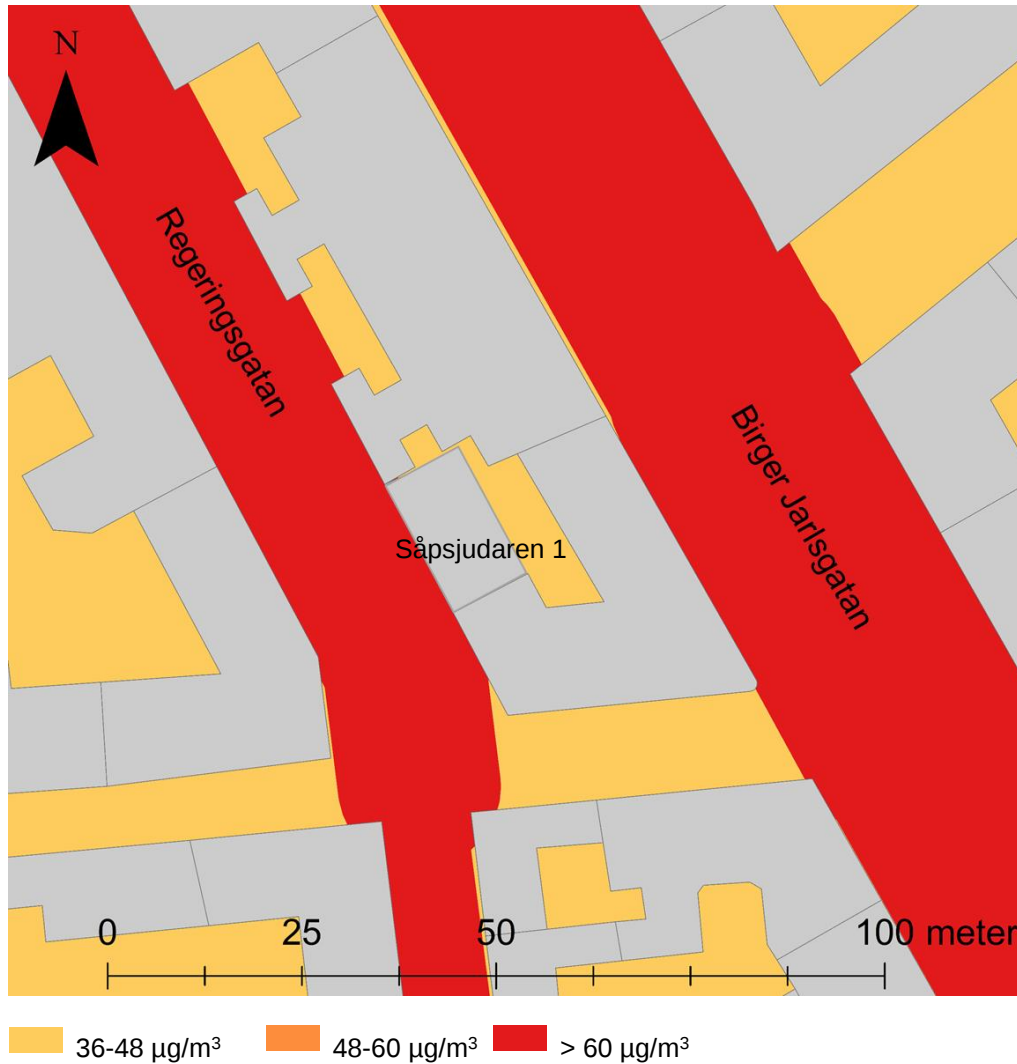 N
Regeringsgatan
Birger Jarlsgatan
Såpsjudaren 1
0 25 50 100 meter
36-48 µg/m³ 48-60 µg/m³ > 60 µg/m³